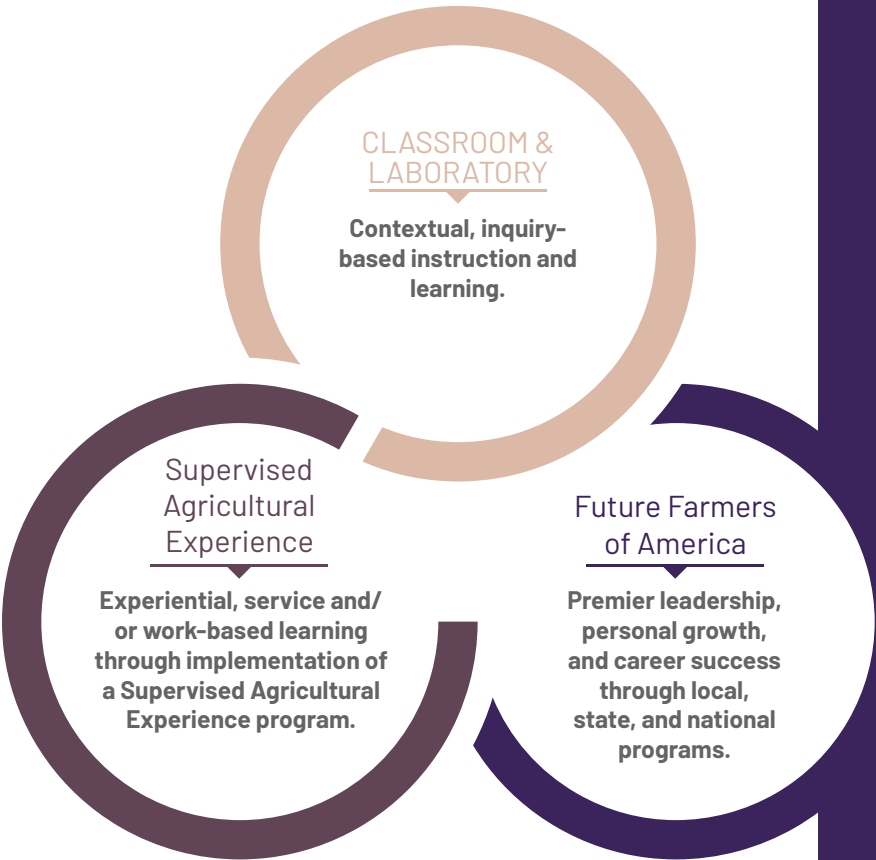 CLASSROOM &
LABORATORY
Contextual, inquiry-
based instruction and
learning.
Supervised
Agricultural
Experience
Experiential, service and/
or work-based learning
through implementation of
a Supervised Agricultural
Experience program.
Future Farmers
of America
Premier leadership,
personal growth,
and career success
through local,
state, and national
programs.